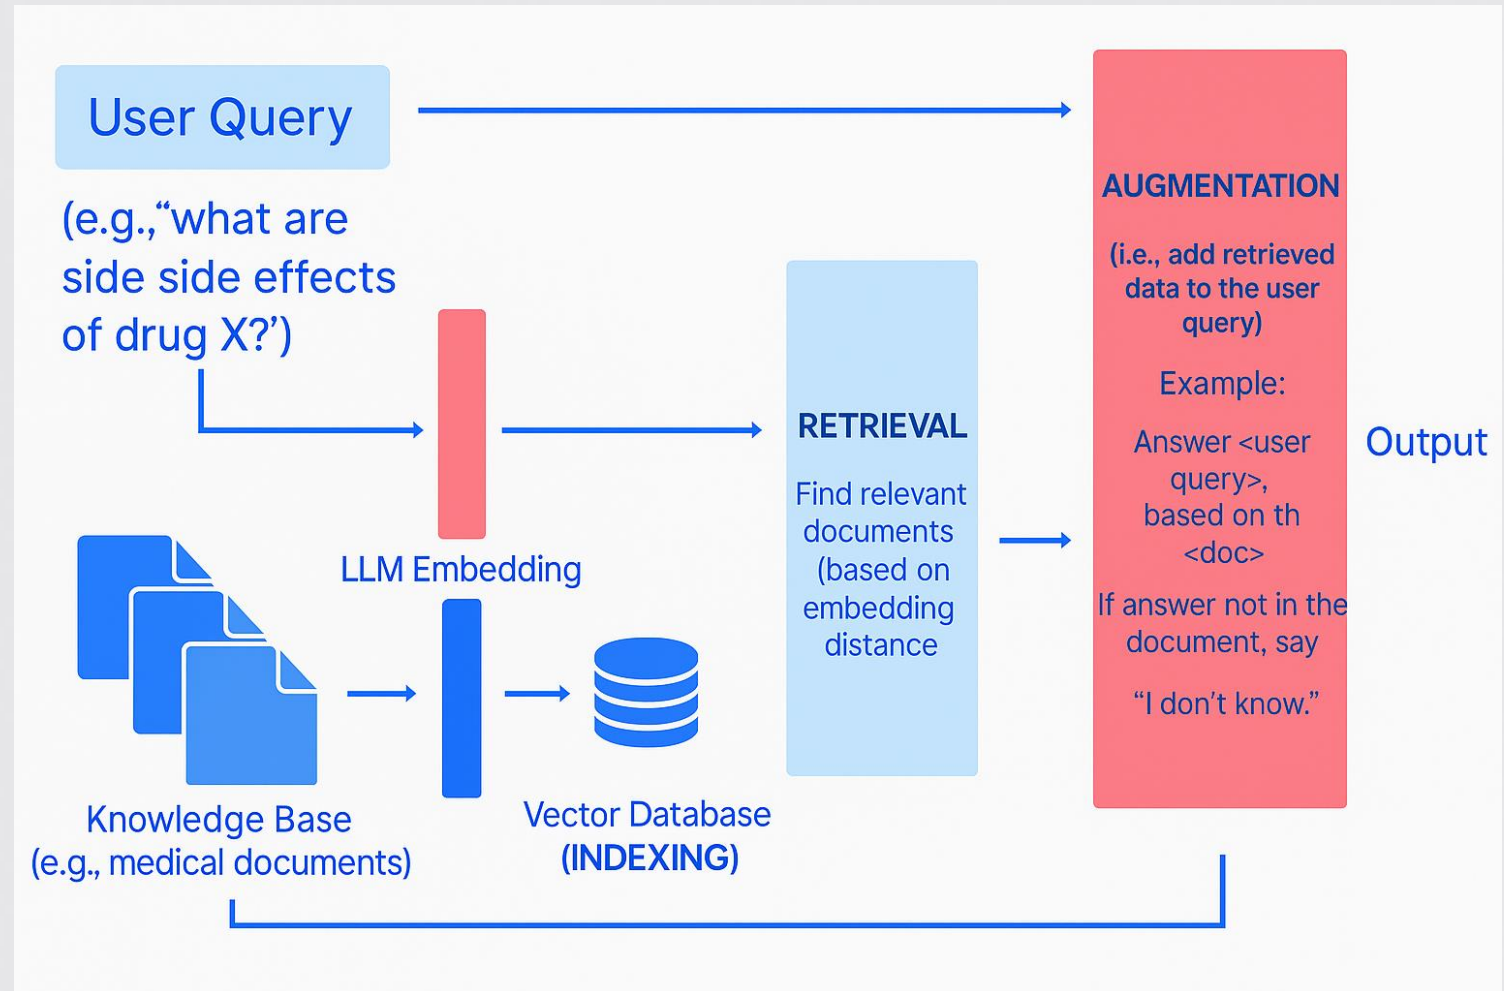 User Query
(e.g.,“what are
side side effects
of drug X?’)
LLM Embedding
Knowledge Base
(e.g., medical documents)
Vector Database
(INDEXING)
RETRIEVAL
Find relevant
documents
(based on
embedding
distance
AUGMENTATION
(i.e., add retrieved
data to the user
query)
Example:
Answer <user
query>,
based on th
<doc>
If answer not in the
document, say
“I don’t know.”
Output